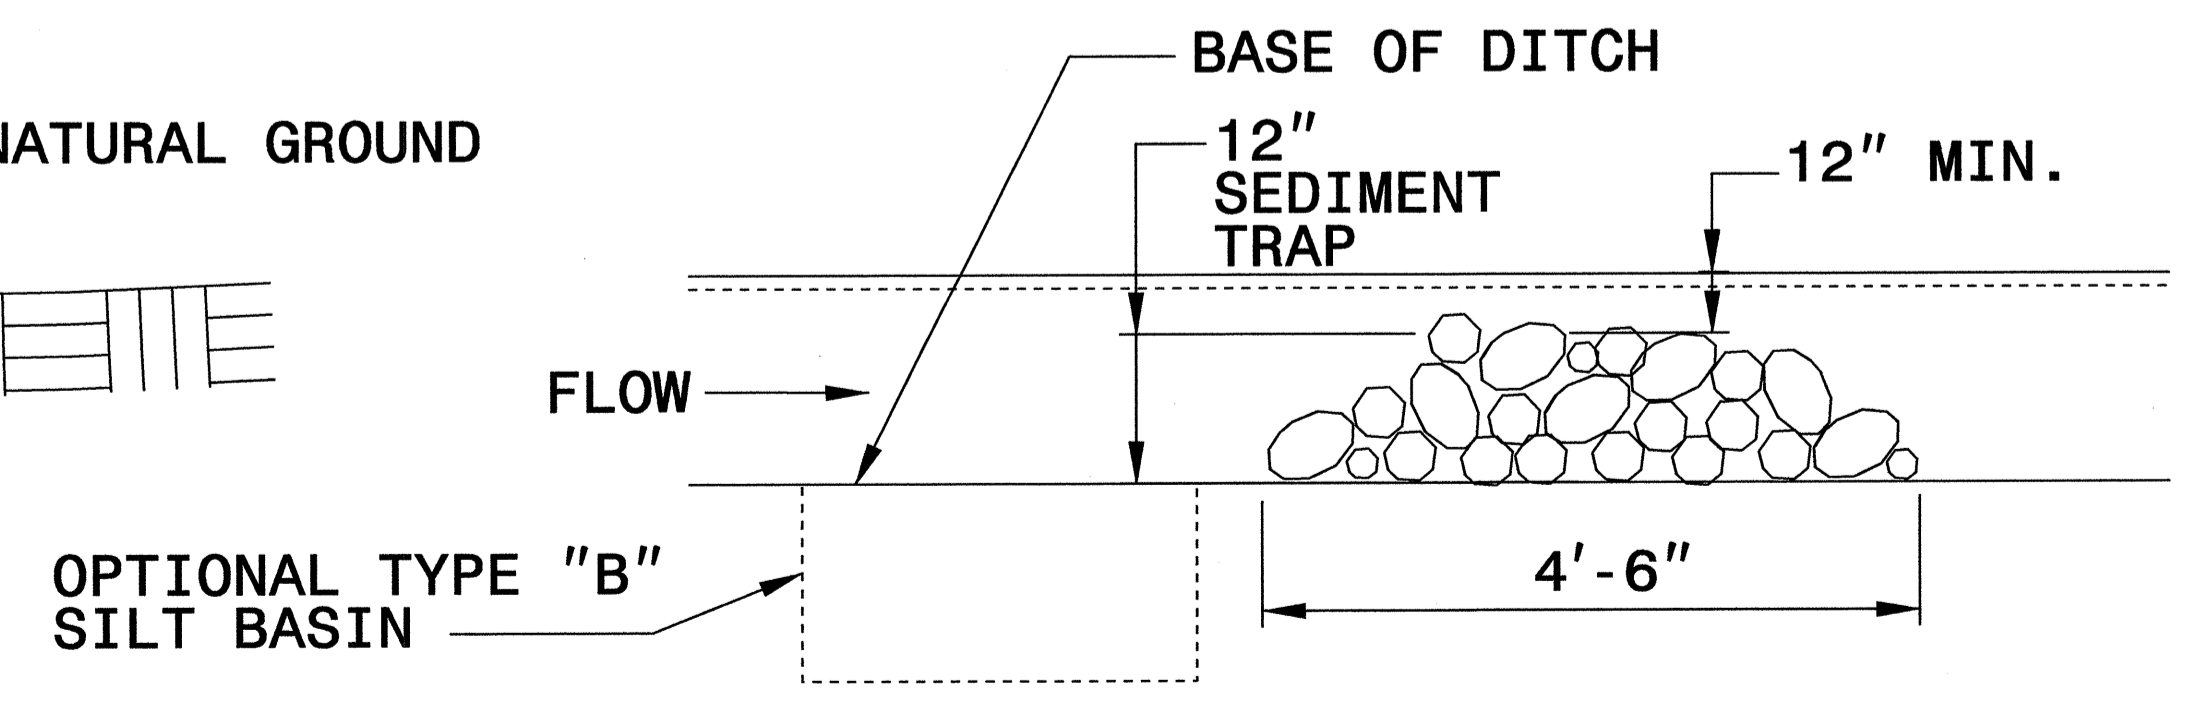 BASE OF DITCH
12"
SEDIMENT
TRAP
12" MIN.
NATURAL GROUND
FLOW
OPTIONAL TYPE "B"
SILT BASIN
4'-6"